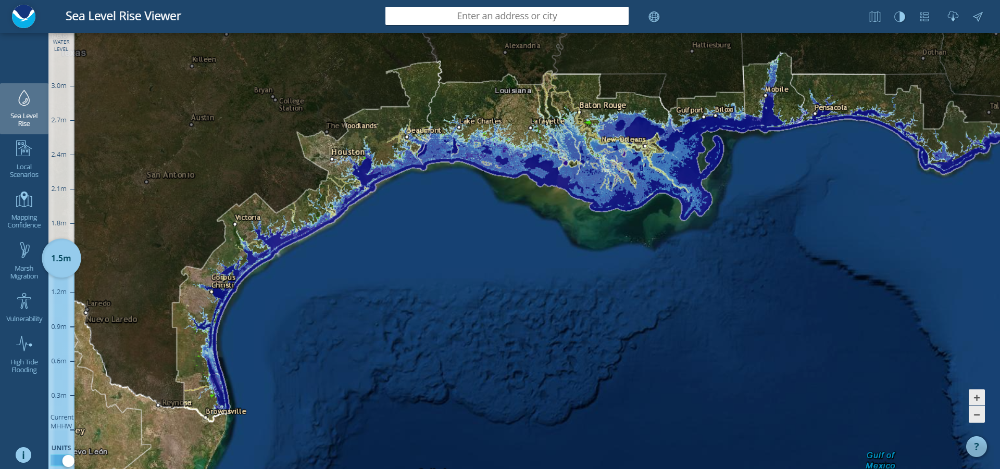 Sea Level Rise Viewer
Enter an address or city
WATER
LEVEL
3.0m
2.7m
2.4m
2.1m
1.8m
1.5m
1.2m
0.9m
0.6m
0.3m
Current
MHHW
UNITS
Sea Level
Rise
Local
Scenarios
Mapping
Confidence
Marsh
Migration
Vulnerability
High Tide
Flooding
i
Killeen
Alexandria
Hattiesburg
Dothan
Bryan
College
Station
Louisiana
Mobile
Austin
Baton Rouge
Gulfport
Biloxi
Pensacola
Tal
The Woodlands
Beaumont
Lake Charles
Lafayette
New Orleans
Houston
San Antonio
Victoria
Corpus
Christi
Laredo
Nuevo Laredo
Reynosa
Brownsville
ey
evo León
Gulf of
Mexico
+
−
?